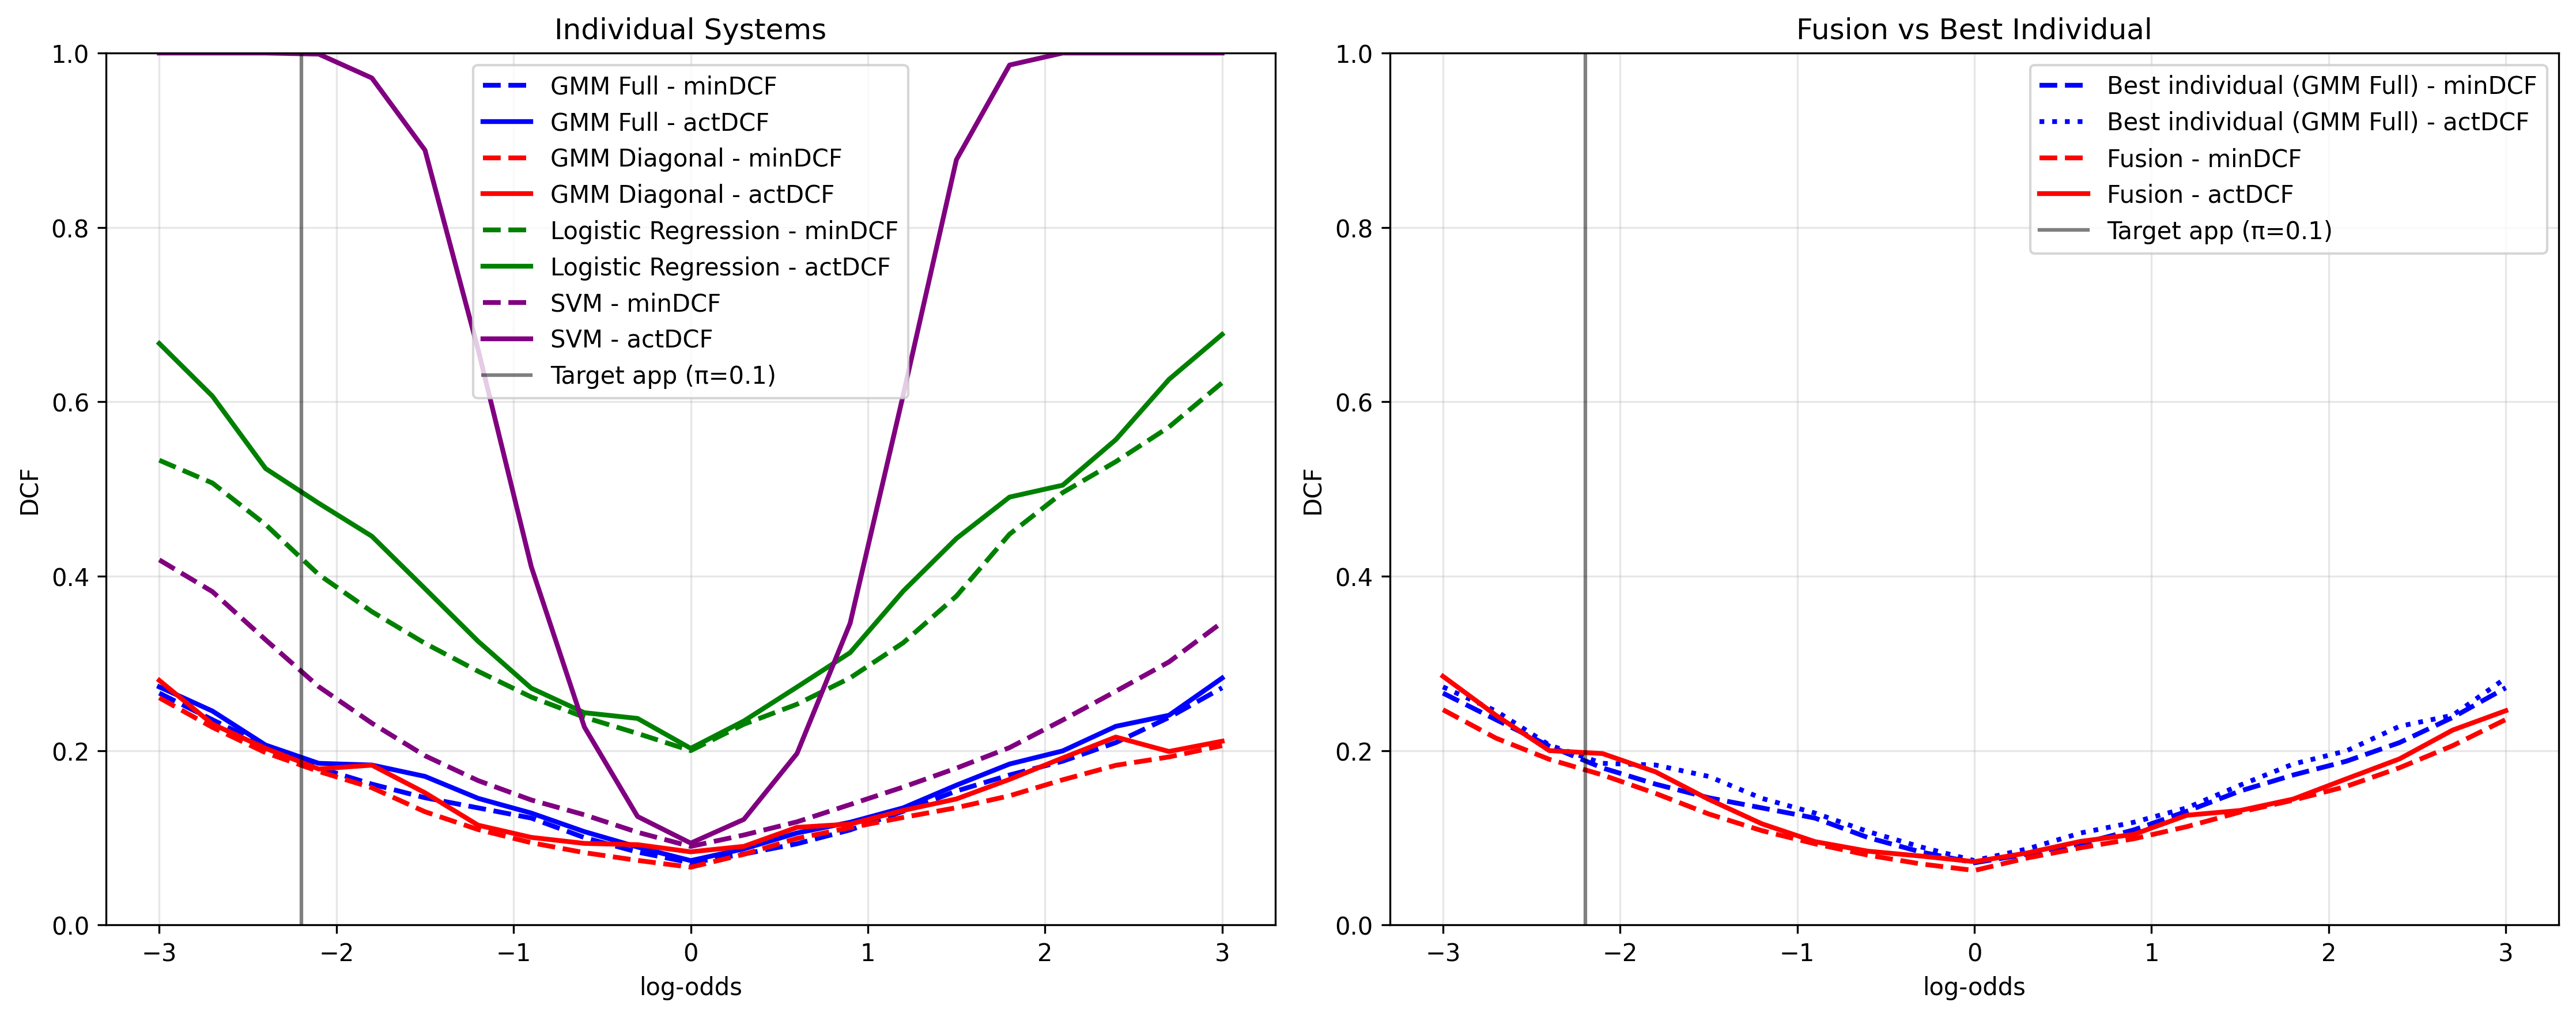 Individual Systems
1.0
0.8
0.6
0.4
0.2
0.0
DCF
GMM Full - minDCF
GMM Full - actDCF
GMM Diagonal - minDCF
GMM Diagonal - actDCF
Logistic Regression - minDCF
Logistic Regression - actDCF
SVM - minDCF
SVM - actDCF
Target app (π=0.1)
−3 −2 −1 0 1 2 3
log-odds
Fusion vs Best Individual
1.0
0.8
0.6
0.4
0.2
0.0
DCF
Best individual (GMM Full) - minDCF
Best individual (GMM Full) - actDCF
Fusion - minDCF
Fusion - actDCF
Target app (π=0.1)
−3 −2 −1 0 1 2 3
log-odds